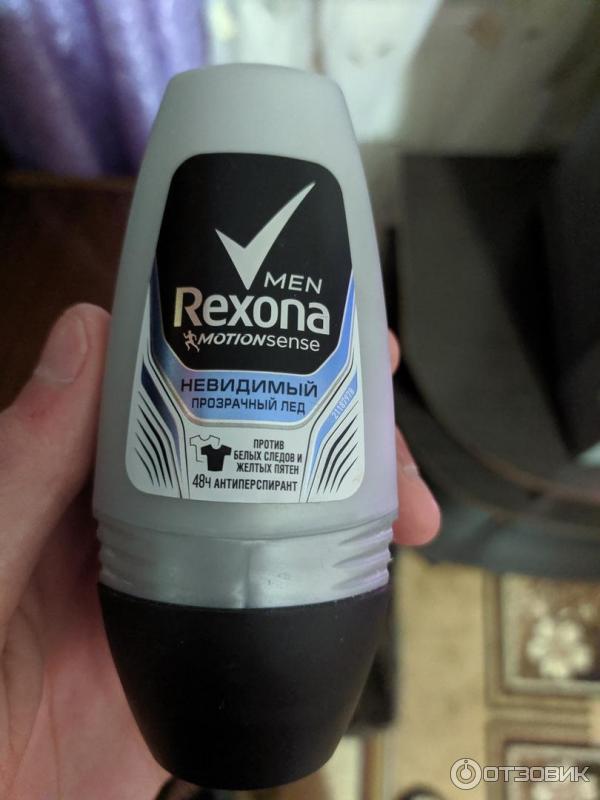 MEN
Rexona
MOTIONsense
НЕВИДИМЫЙ
ПРОЗРАЧНЫЙ ЛЕД
ПРОТИВ
БЕЛЫХ СЛЕДОВ И
ЖЕЛТЫХ ПЯТЕН
48Ч АНТИПЕРСПИРАНТ
ОТЗОВИК